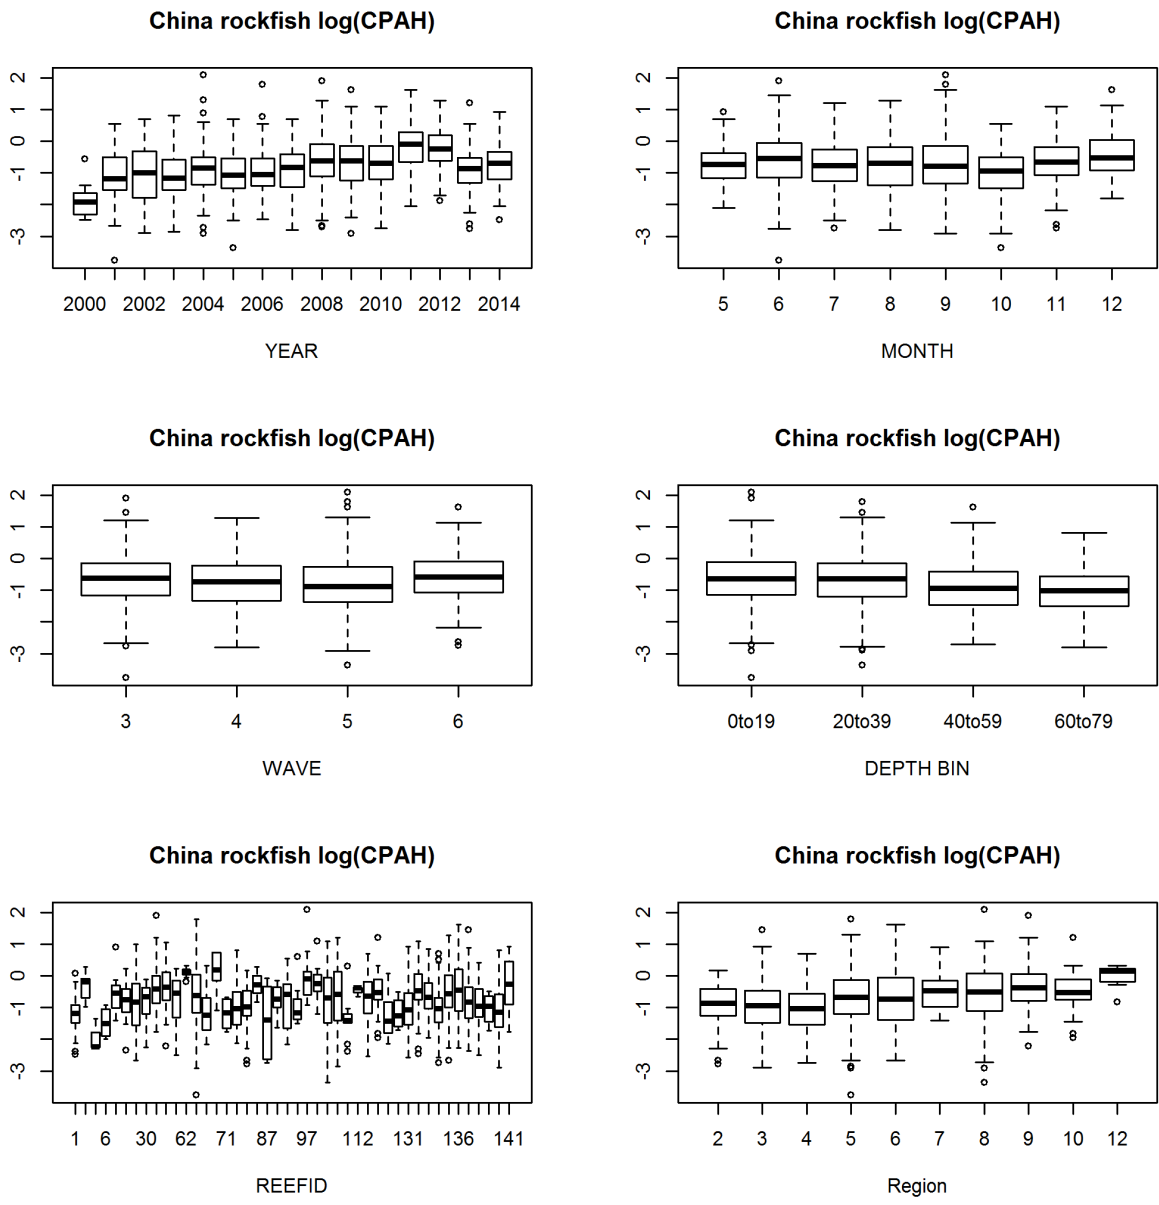 China rockfish log(CPAH)
2
1
0
-1
-3
2000 2002 2004 2006 2008 2010 2012 2014
YEAR
China rockfish log(CPAH)
2
1
0
-1
-3
5 6 7 8 9 10 11 12
MONTH
China rockfish log(CPAH)
2
1
0
-1
-3
3 4 5 6
WAVE
China rockfish log(CPAH)
2
1
0
-1
-3
0to19 20to39 40to59 60to79
DEPTH BIN
China rockfish log(CPAH)
2
1
0
-1
-3
1 6 30 62 71 87 97 112 131 136 141
REEFID
China rockfish log(CPAH)
2
1
0
-1
-3
2 3 4 5 6 7 8 9 10 12
Region